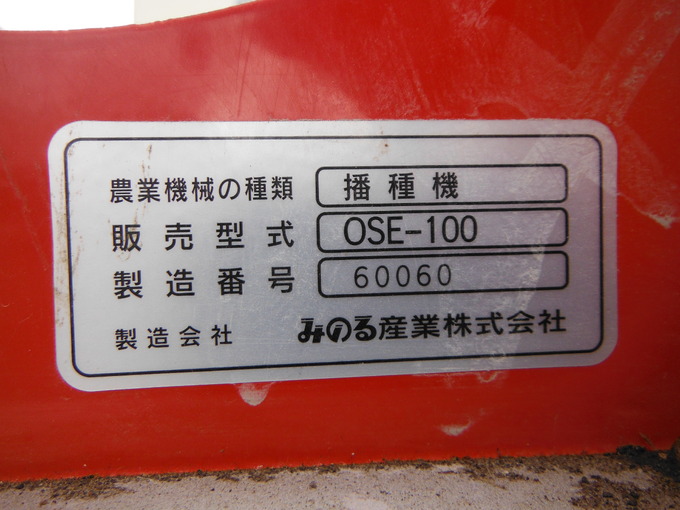 農業機械の種類 播種機
販売型式 OSE-100
製造番号 60060
製造会社 みのる産業株式会社